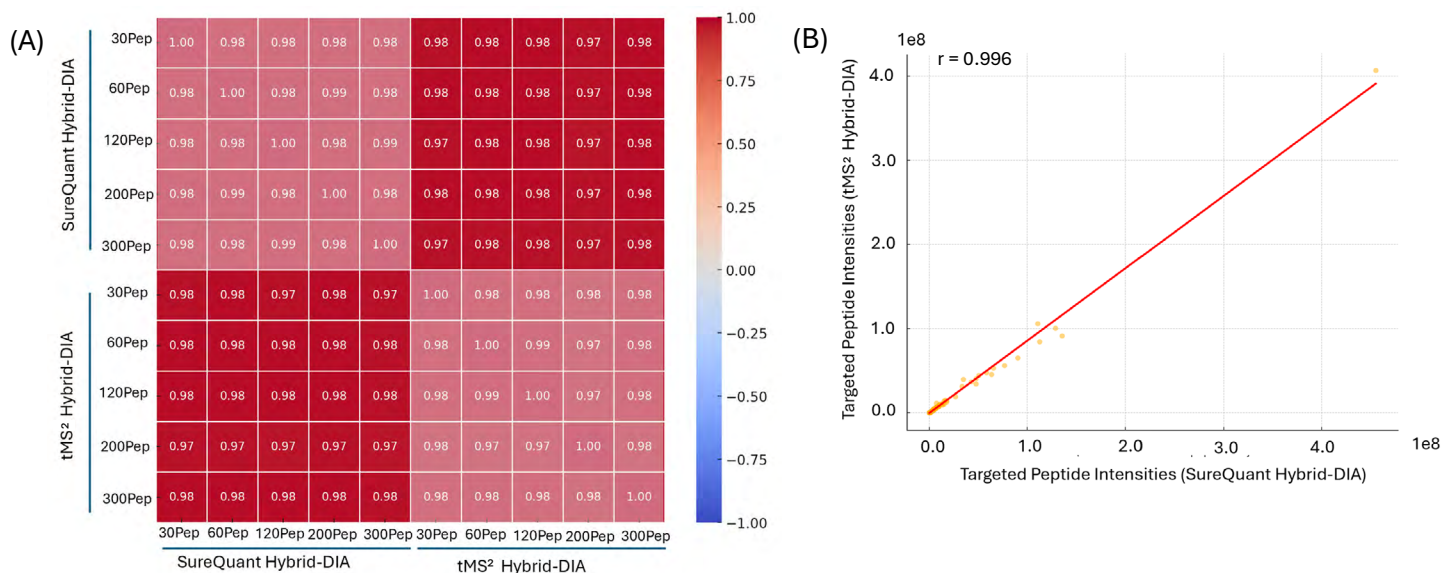 (A)
SureQuant Hybrid-DIA
tMS² Hybrid-DIA
30Pep 1.00 0.98 0.98 0.98 0.98 0.98 0.98 0.98 0.97 0.98
60Pep 0.98 1.00 0.98 0.99 0.98 0.98 0.98 0.98 0.97 0.98
120Pep 0.98 0.98 1.00 0.98 0.99 0.97 0.98 0.98 0.97 0.98
200Pep 0.98 0.99 0.98 1.00 0.98 0.98 0.98 0.98 0.97 0.98
300Pep 0.98 0.98 0.99 0.98 1.00 0.97 0.98 0.98 0.97 0.98
30Pep 0.98 0.98 0.97 0.98 0.97 1.00 0.98 0.98 0.98 0.98
60Pep 0.98 0.98 0.98 0.98 0.98 0.98 1.00 0.99 0.97 0.98
120Pep 0.98 0.98 0.98 0.98 0.98 0.98 0.99 1.00 0.97 0.98
200Pep 0.97 0.97 0.97 0.97 0.97 0.98 0.97 0.97 1.00 0.98
300Pep 0.98 0.98 0.98 0.98 0.98 0.98 0.98 0.98 0.98 1.00
30Pep 60Pep 120Pep 200Pep 300Pep 30Pep 60Pep 120Pep 200Pep 300Pep
SureQuant Hybrid-DIA
tMS² Hybrid-DIA
1.00
0.75
0.50
0.25
0.00
−0.25
−0.50
−0.75
−1.00
(B)
1e8
r = 0.996
Targeted Peptide Intensities (tMS² Hybrid-DIA)
4.0
3.0
2.0
1.0
0.0
0.0 1.0 2.0 3.0 4.0
1e8
Targeted Peptide Intensities (SureQuant Hybrid-DIA)